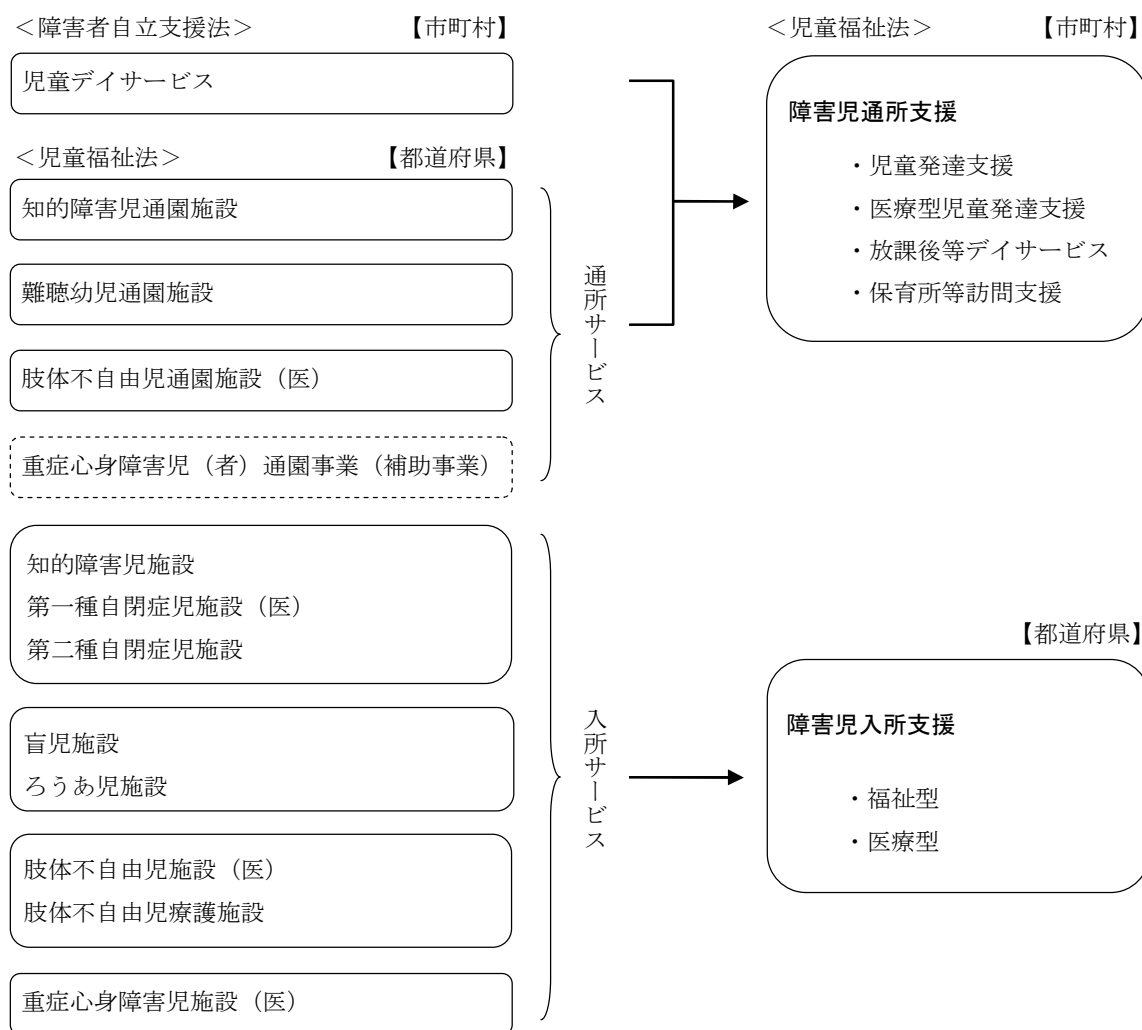 ＜障害者自立支援法＞　【市町村】
児童デイサービス
＜児童福祉法＞　【都道府県】
知的障害児通園施設
難聴幼児通園施設
肢体不自由児通園施設（医）
重症心身障害児（者）通園事業（補助事業）
通所サービス
知的障害児施設
第一種自閉症児施設（医）
第二種自閉症児施設
盲児施設
ろうあ児施設
肢体不自由児施設（医）
肢体不自由児療護施設
重症心身障害児施設（医）
入所サービス
＜児童福祉法＞　【市町村】
障害児通所支援
・児童発達支援
・医療型児童発達支援
・放課後等デイサービス
・保育所等訪問支援
【都道府県】
障害児入所支援
・福祉型
・医療型